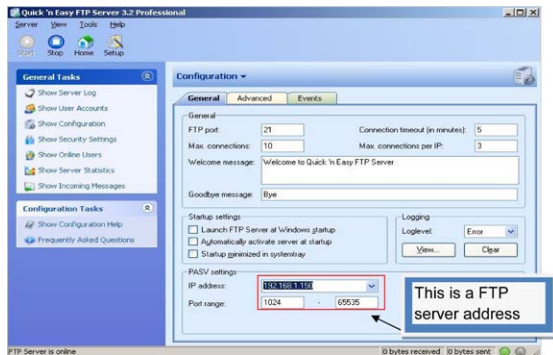 Quick 'n Easy FTP Server 3.2 Professional
Server View Tools Help
Start Stop Home Setup
General Tasks
Show Server Log
Show User Accounts
Show Configuration
Show Security Settings
Show Online Users
Show Server Statistics
Show Incoming Messages
Configuration Tasks
Show Configuration Help
Frequently Asked Questions
Configuration
General Advanced Events
General
FTP port: 21 Connection timeout (in minutes): 5
Max. connections: 10 Max. connections per IP: 3
Welcome message: Welcome to Quick 'n Easy FTP Server
Goodbye message: Bye
Startup settings
Launch FTP Server at Windows startup
Automatically activate server at startup
Startup minimized in systemtray
Logging
Loglevel: Error
View... Clear
PASV settings
IP address: 192.168.1.150
Port range: 1024 - 65535
This is a FTP
server address
FTP Server is online 0 bytes received 0 bytes sent